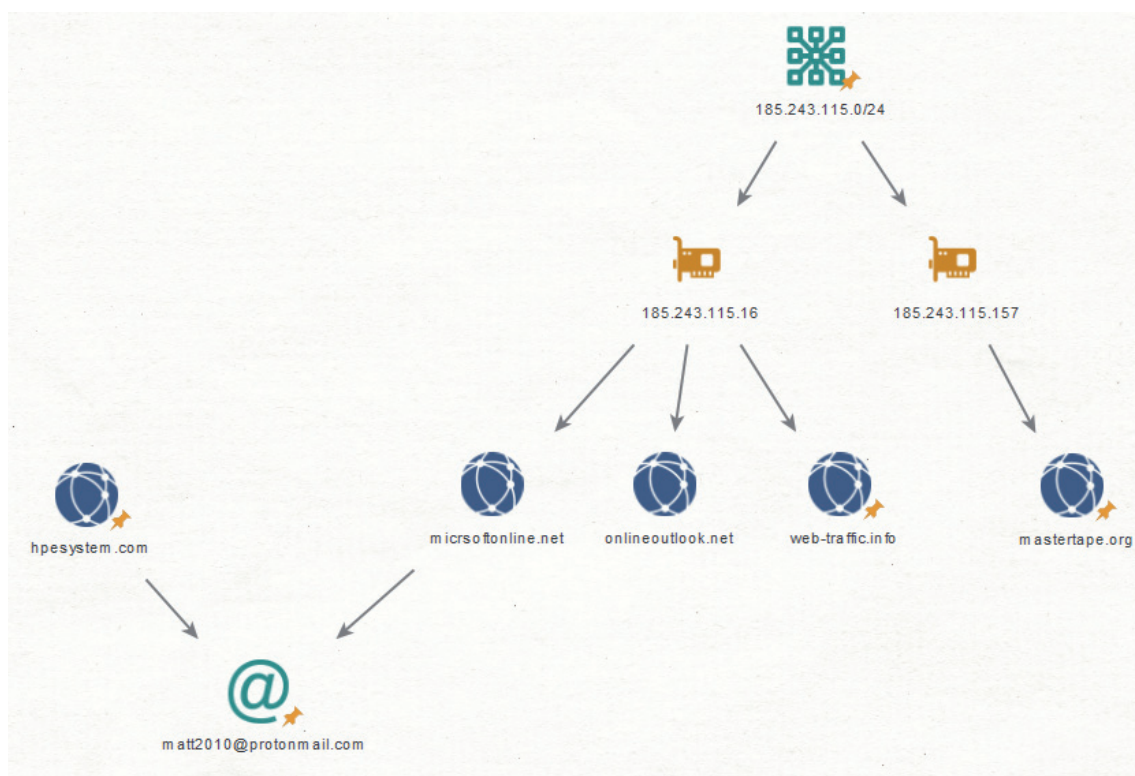 185.243.115.0/24
185.243.115.16
185.243.115.157
hpesystem.com
micrsoftonline.net
onlineoutlook.net
web-traffic.info
mastertape.org
@
matt2010@protonmail.com